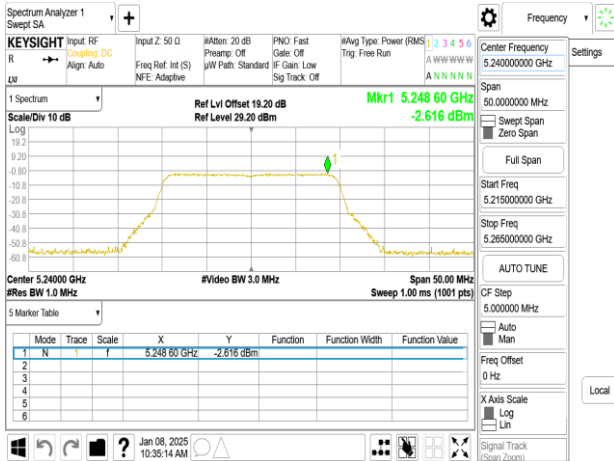 Spectrum Analyzer 1
Swept SA
Frequency
KEYSIGHT
R
LXI
Input: RF
Coupling: DC
Align: Auto
Input Z: 50 Ω
Freq Ref: Int (S)
NFE: Adaptive
#Atten: 20 dB
Preamp: Off
µW Path: Standard
PNO: Fast
Gate: Off
IF Gain: Low
Sig Track: Off
#Avg Type: Power (RMS
Trig: Free Run
1 2 3 4 5 6
A W W W W W
A N N N N N
1 Spectrum
Scale/Div 10 dB
Ref Lvl Offset 19.20 dB
Ref Level 29.20 dBm
Mkr1 5.248 60 GHz
-2.616 dBm
Log
19.2
9.20
-0.80
-10.8
-20.8
-30.8
-40.8
-50.8
-60.8
1
Center 5.24000 GHz
#Res BW 1.0 MHz
#Video BW 3.0 MHz
Span 50.00 MHz
Sweep 1.00 ms (1001 pts)
5 Marker Table
Mode Trace Scale X Y Function Function Width Function Value
1 N 1 f 5.248 60 GHz -2.616 dBm
2
3
4
5
6
Jan 08, 2025
10:35:14 AM
Center Frequency
5.24000000 GHz
Span
50.0000000 MHz
Swept Span
Zero Span
Full Span
Start Freq
5.215000000 GHz
Stop Freq
5.265000000 GHz
AUTO TUNE
CF Step
5.000000 MHz
Auto
Man
Freq Offset
0 Hz
X Axis Scale
Log
Lin
Signal Track
(Span Zoom)
Settings
Local